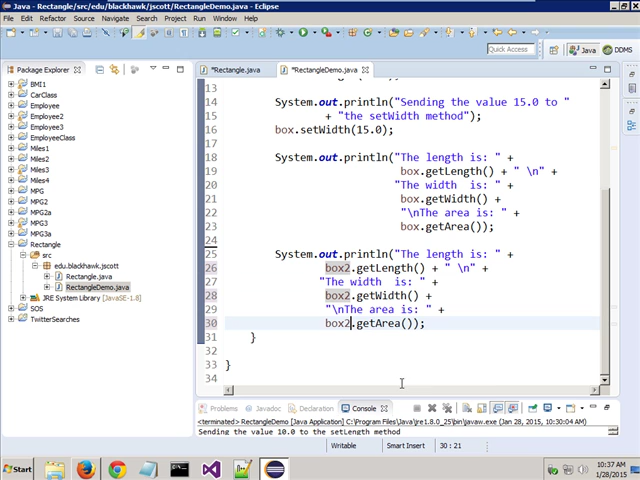 Java - Rectangle/src/edu/blackhawk/jscott/RectangleDemo.java - Eclipse
File Edit Refactor Source Navigate Search Project Run Window Help
Quick Access
Java
DDMS
Package Explorer
*Rectangle.java
*RectangleDemo.java
BMI1
CarClass
Employee
Employee2
Employee3
EmployeeClass
Miles1
Miles2
Miles3
Miles4
MPG
MPG2
MPG2a
MPG3
MPG3a
Rectangle
src
edu.blackhawk.jscott
Rectangle.java
RectangleDemo.java
JRE System Library [JavaSE-1.8]
SOS
TwitterSearches
13
14 System.out.println("Sending the value 15.0 to "
15 + "the setWidth method");
16 box.setWidth(15.0);
17
18 System.out.println("The length is: " +
19 box.getLength() + " \n" +
20 "The width  is: " +
21 box.getWidth() +
22 "\nThe area is: " +
23 box.getArea());
24
25 System.out.println("The length is: " +
26 box2.getLength() + " \n" +
27 "The width  is: " +
28 box2.getWidth() +
29 "\nThe area is: " +
30 box2.getArea());
31 }
32
33 }
34
Problems Javadoc Declaration Console
<terminated> RectangleDemo [Java Application] C:\Program Files\Java\jre1.8.0_25\bin\javaw.exe (Jan 28, 2015, 10:30:04 AM)
Sending the value 10.0 to the setLength method
Writable Smart Insert 30 : 21
Start
10:37 AM
1/28/2015